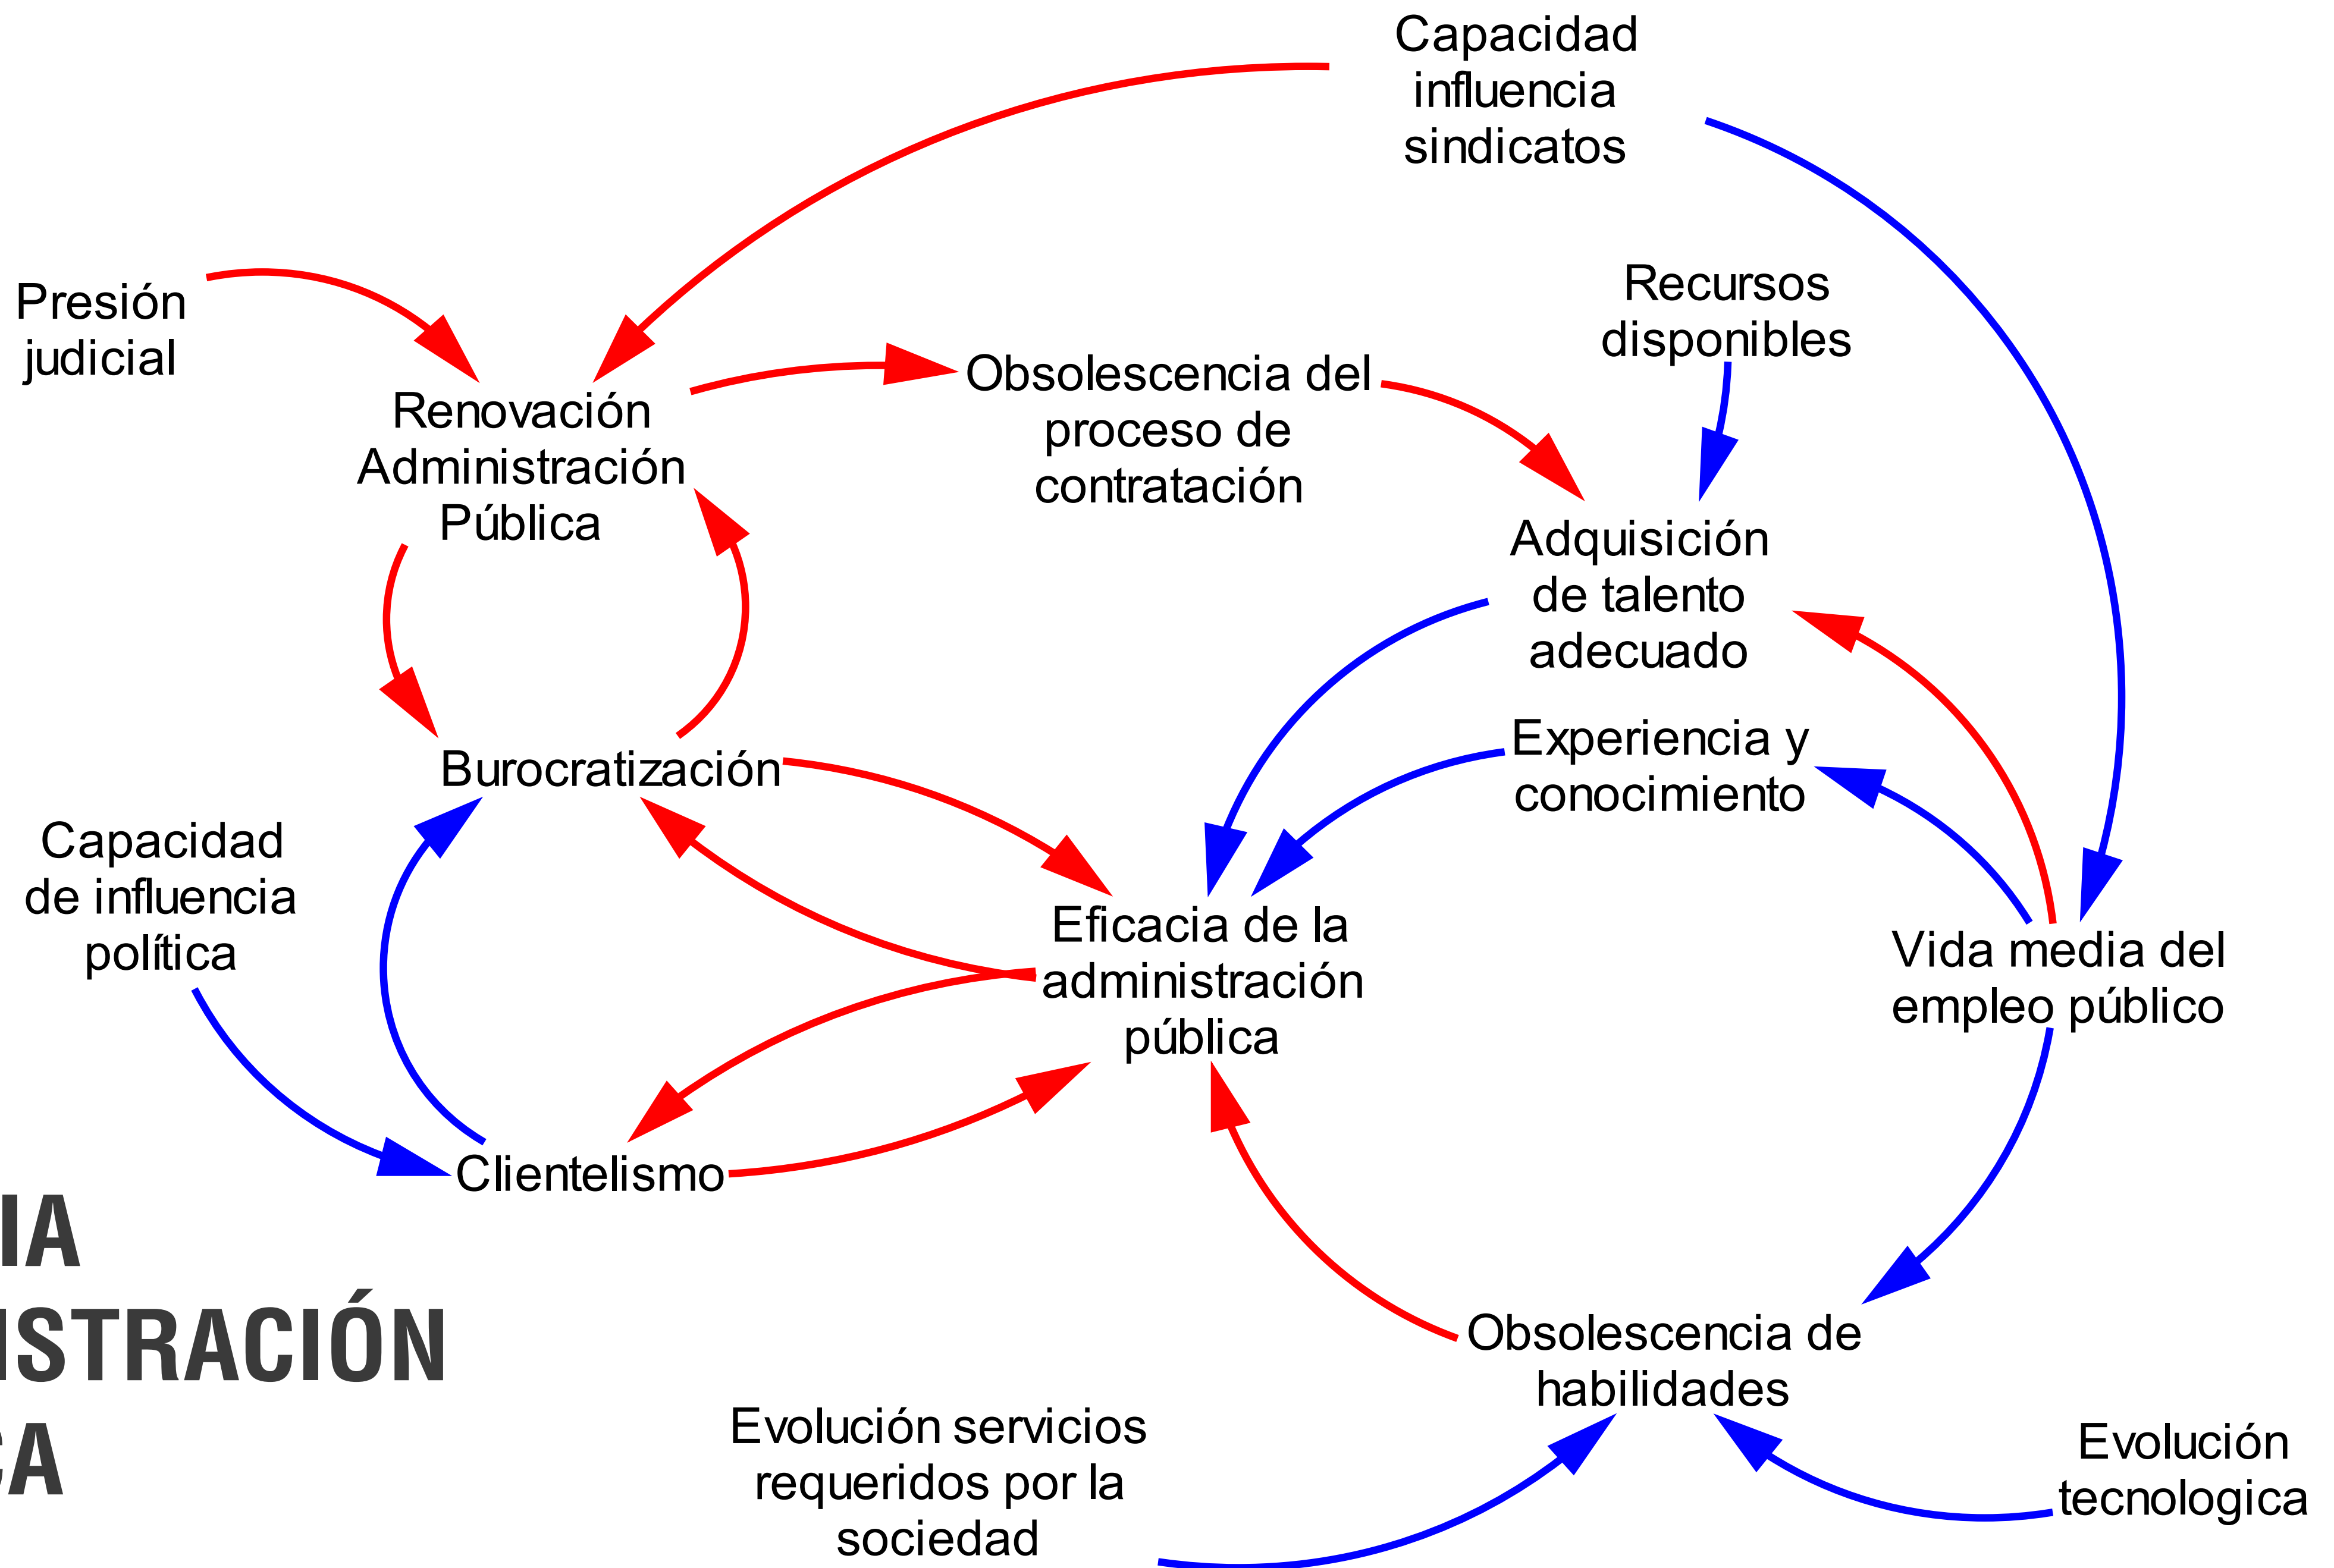 Capacidad
influencia
sindicatos
Presión
judicial
Recursos
disponibles
Renovación
Administración
Pública
Obsolescencia del
proceso de
contratación
Adquisición
de talento
adecuado
Experiencia y
conocimiento
Burocratización
Capacidad
de influencia
política
Eficacia de la
administración
pública
Vida media del
empleo público
Clientelismo
IA
ISTRACIÓN
CA
Obsolescencia de
habilidades
Evolución servicios
requeridos por la
sociedad
Evolución
tecnologica